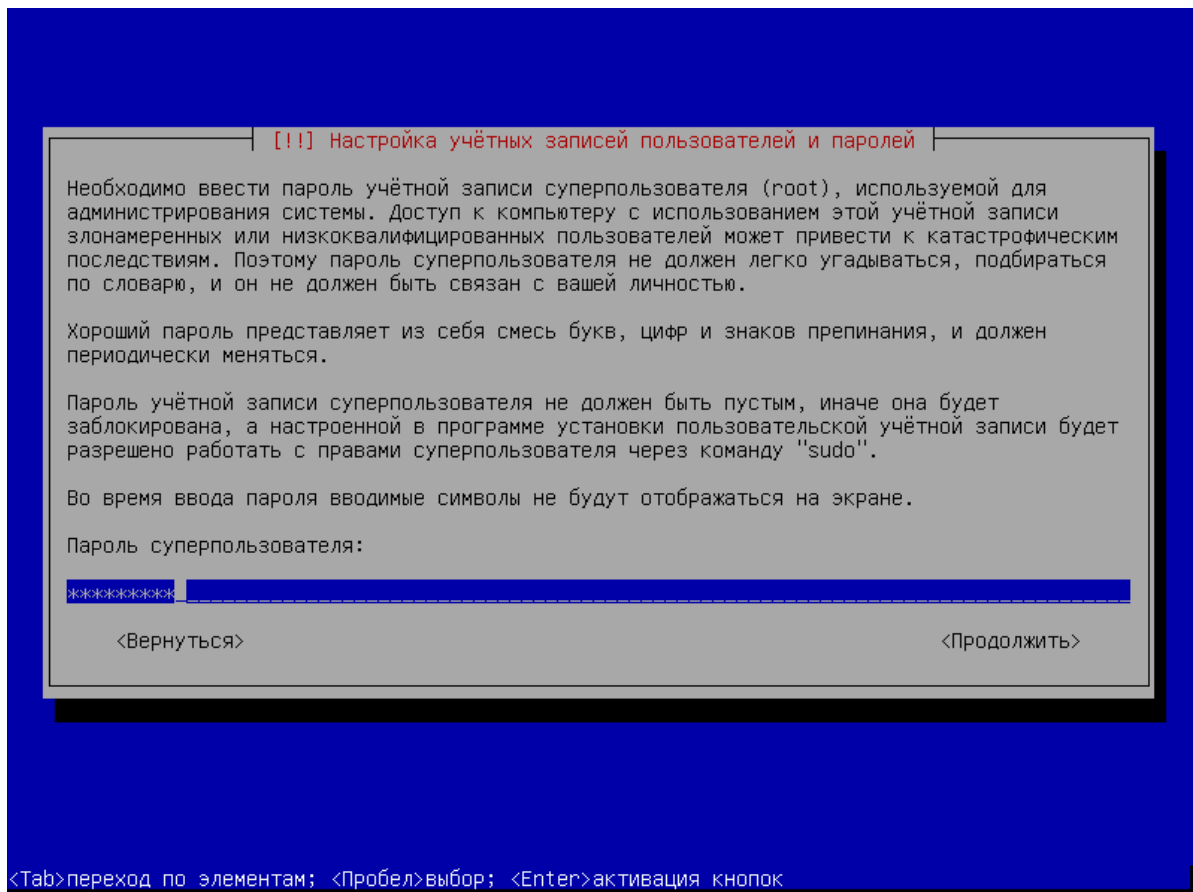 [!!] Настройка учётных записей пользователей и паролей
Необходимо ввести пароль учётной записи суперпользователя (root), используемой для
администрирования системы. Доступ к компьютеру с использованием этой учётной записи
злонамеренных или низкоквалифицированных пользователей может привести к катастрофическим
последствиям. Поэтому пароль суперпользователя не должен легко угадываться, подбираться
по словарю, и он не должен быть связан с вашей личностью.
Хороший пароль представляет из себя смесь букв, цифр и знаков препинания, и должен
периодически меняться.
Пароль учётной записи суперпользователя не должен быть пустым, иначе она будет
заблокирована, а настроенной в программе установки пользовательской учётной записи будет
разрешено работать с правами суперпользователя через команду "sudo".
Во время ввода пароля вводимые символы не будут отображаться на экране.
Пароль суперпользователя:
*********
<Вернуться> <Продолжить>
<Tab>переход по элементам; <Пробел>выбор; <Enter>активация кнопок